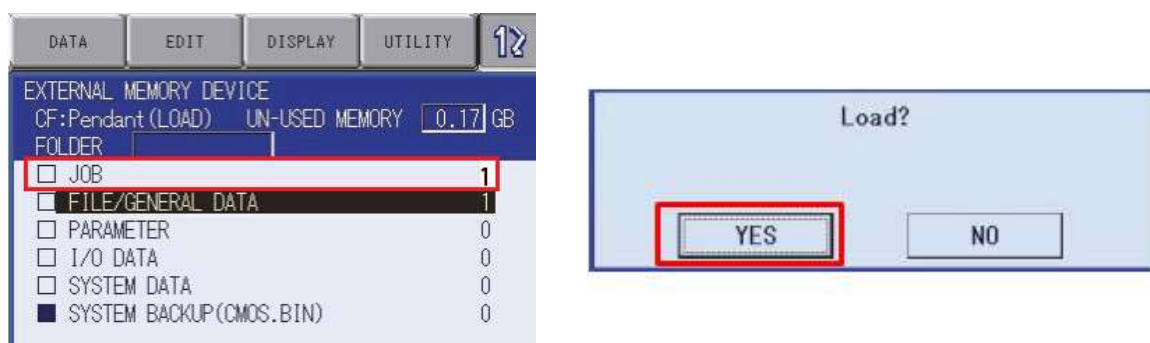 DATA EDIT DISPLAY UTILITY
EXTERNAL MEMORY DEVICE
CF:Pendant(LOAD) UN-USED MEMORY 0.17 GB
FOLDER
JOB 1
FILE/GENERAL DATA 1
PARAMETER 0
I/O DATA 0
SYSTEM DATA 0
SYSTEM BACKUP(CMOS.BIN) 0
Load?
YES NO